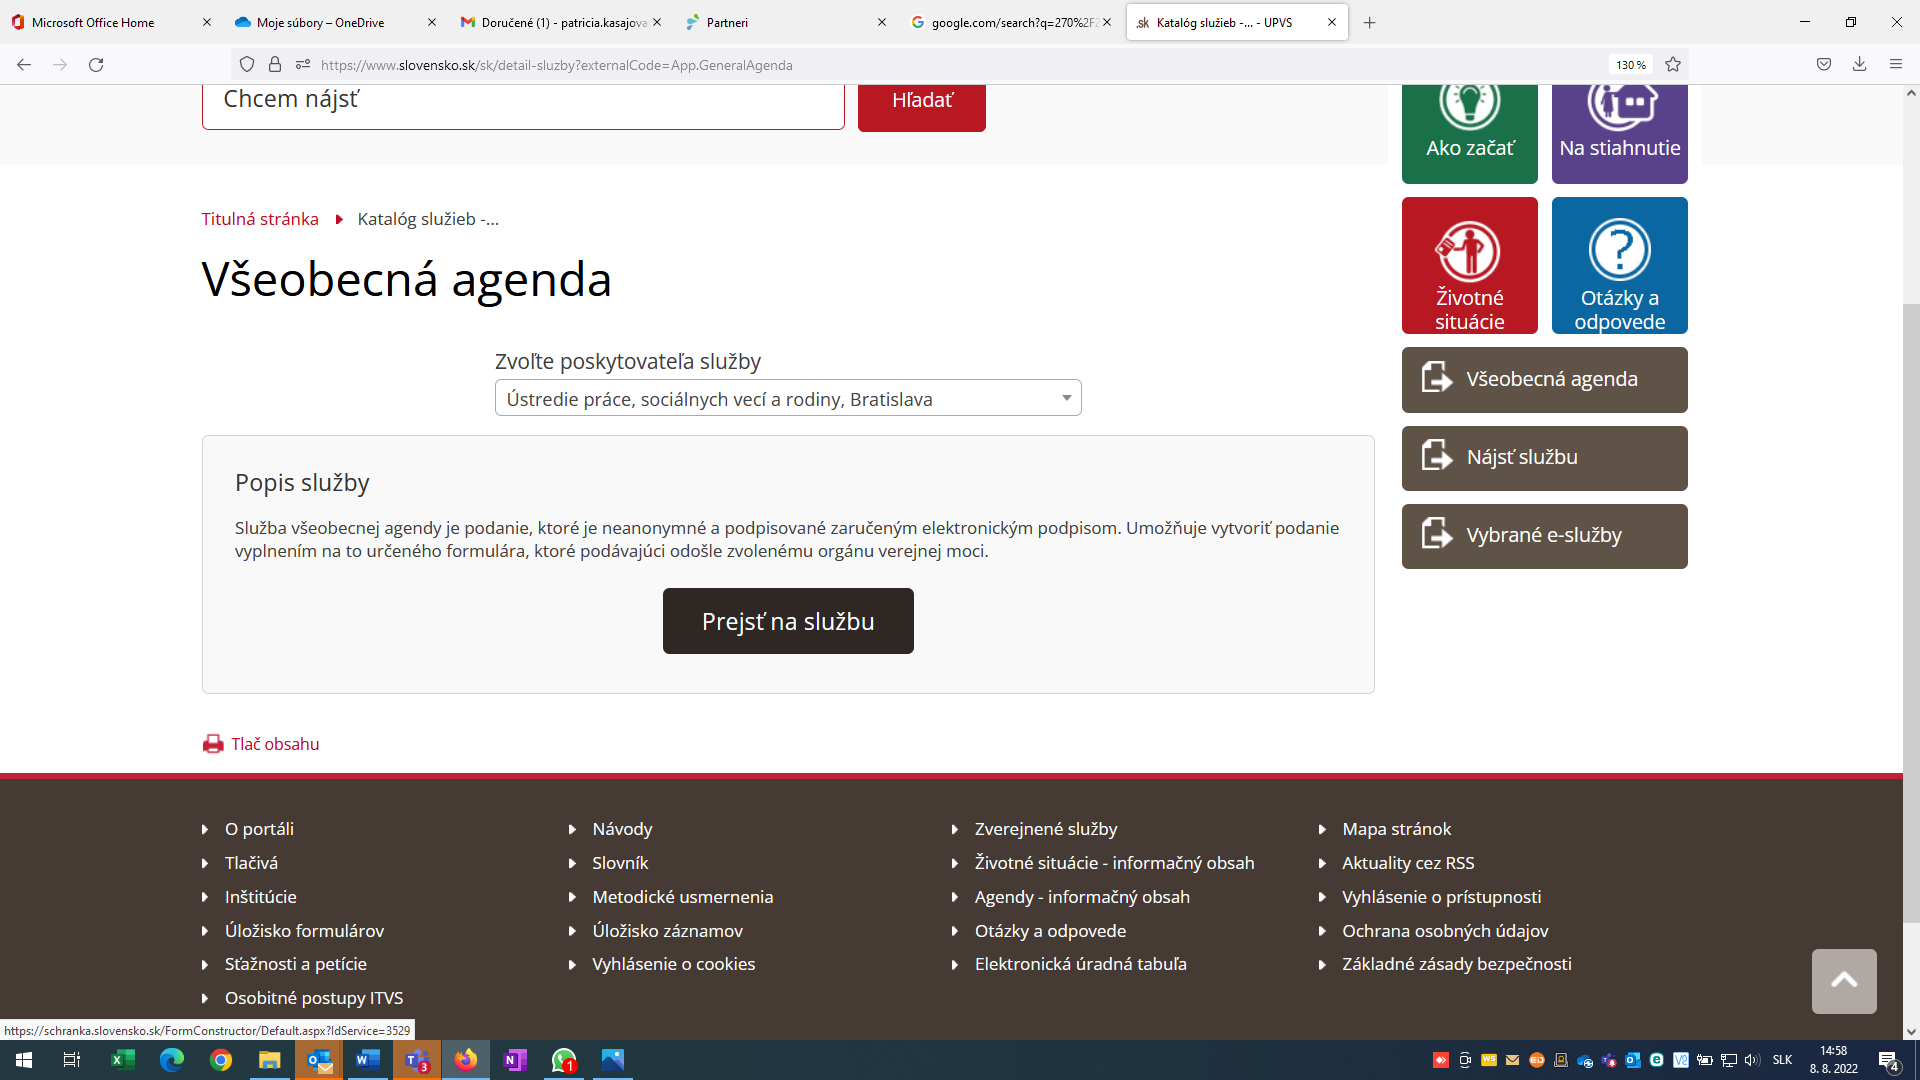 Microsoft Office Home
Moje súbory – OneDrive
Doručené (1) - patricia.kasajova
Partneri
google.com/search?q=270%2F2
.sk Katalóg služieb -... - UPVS
https://www.slovensko.sk/sk/detail-sluzby?externalCode=App.GeneralAgenda
130 %
Chcem nájsť
Hľadať
Ako začať
Na stiahnutie
Titulná stránka
Katalóg služieb -...
Všeobecná agenda
Životné
situácie
Otázky a
odpovede
Zvoľte poskytovateľa služby
Ústredie práce, sociálnych vecí a rodiny, Bratislava
Všeobecná agenda
Nájsť službu
Vybrané e-služby
Popis služby
Služba všeobecnej agendy je podanie, ktoré je neanonymné a podpisované zaručeným elektronickým podpisom. Umožňuje vytvoriť podanie
vyplnením na to určeného formulára, ktoré podávajúci odošle zvolenému orgánu verejnej moci.
Prejsť na službu
Tlač obsahu
O portáli
Tlačivá
Inštitúcie
Úložisko formulárov
Sťažnosti a petície
Osobitné postupy ITVS
Návody
Slovník
Metodické usmernenia
Úložisko záznamov
Vyhlásenie o cookies
Zverejnené služby
Životné situácie - informačný obsah
Agendy - informačný obsah
Otázky a odpovede
Elektronická úradná tabuľa
Mapa stránok
Aktuality cez RSS
Vyhlásenie o prístupnosti
Ochrana osobných údajov
Základné zásady bezpečnosti
https://schranka.slovensko.sk/FormConstructor/Default.aspx?IdService=3529
3
1
SLK
14:58
8. 8. 2022
4